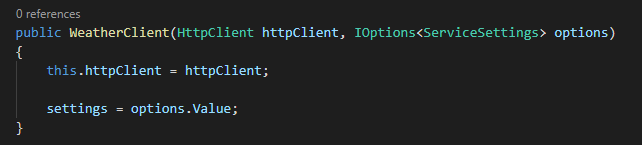 0 references
public WeatherClient(HttpClient httpClient, IOptions<ServiceSettings> options)
{
    this.httpClient = httpClient;
    settings = options.Value;
}